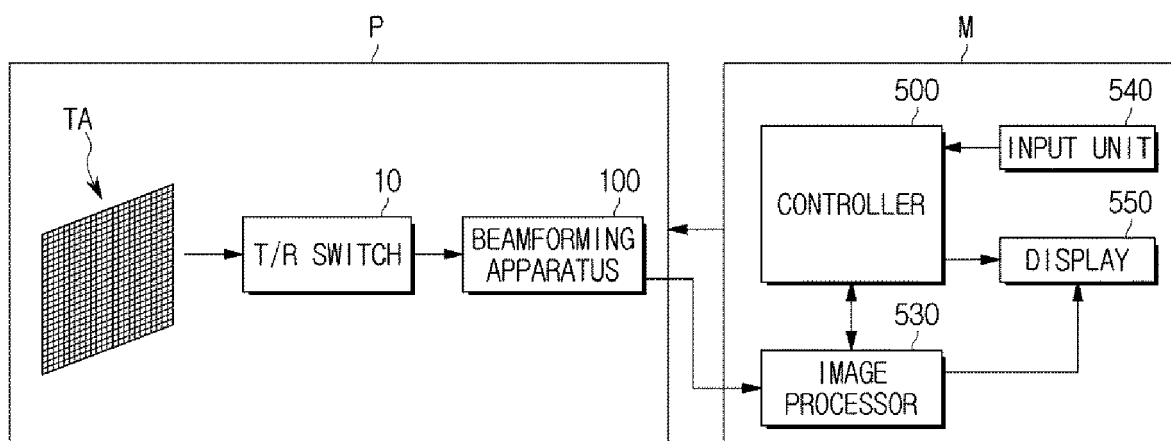 P
M
TA
10
T/R SWITCH
100
BEAMFORMING
APPARATUS
500
CONTROLLER
540
INPUT UNIT
550
DISPLAY
530
IMAGE
PROCESSOR